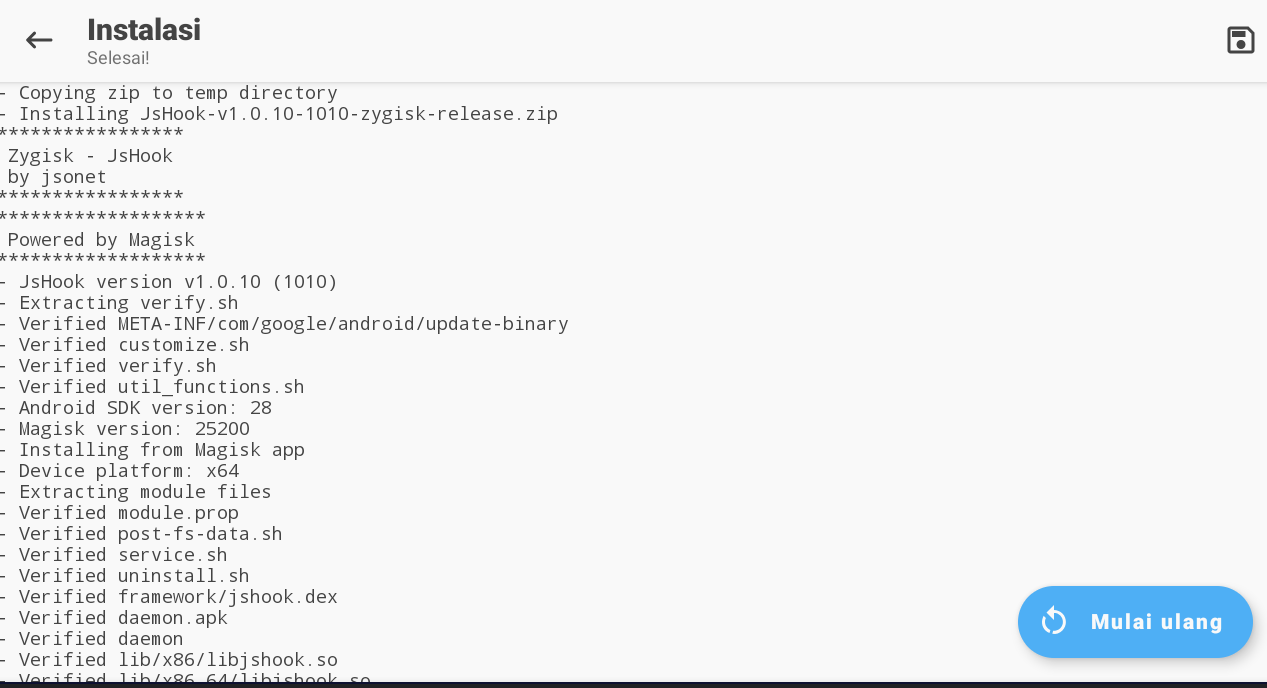 Instalasi
Selesai!
- Copying zip to temp directory
- Installing JsHook-v1.0.10-1010-zygisk-release.zip
*****************
Zygisk - JsHook
by jsonet
*****************
*******************
Powered by Magisk
*******************
- JsHook version v1.0.10 (1010)
- Extracting verify.sh
- Verified META-INF/com/google/android/update-binary
- Verified customize.sh
- Verified verify.sh
- Verified util_functions.sh
- Android SDK version: 28
- Magisk version: 25200
- Installing from Magisk app
- Device platform: x64
- Extracting module files
- Verified module.prop
- Verified post-fs-data.sh
- Verified service.sh
- Verified uninstall.sh
- Verified framework/jshook.dex
- Verified daemon.apk
- Verified daemon
- Verified lib/x86/libjshook.so
- Verified lib/x86_64/libjshook.so
Mulai ulang